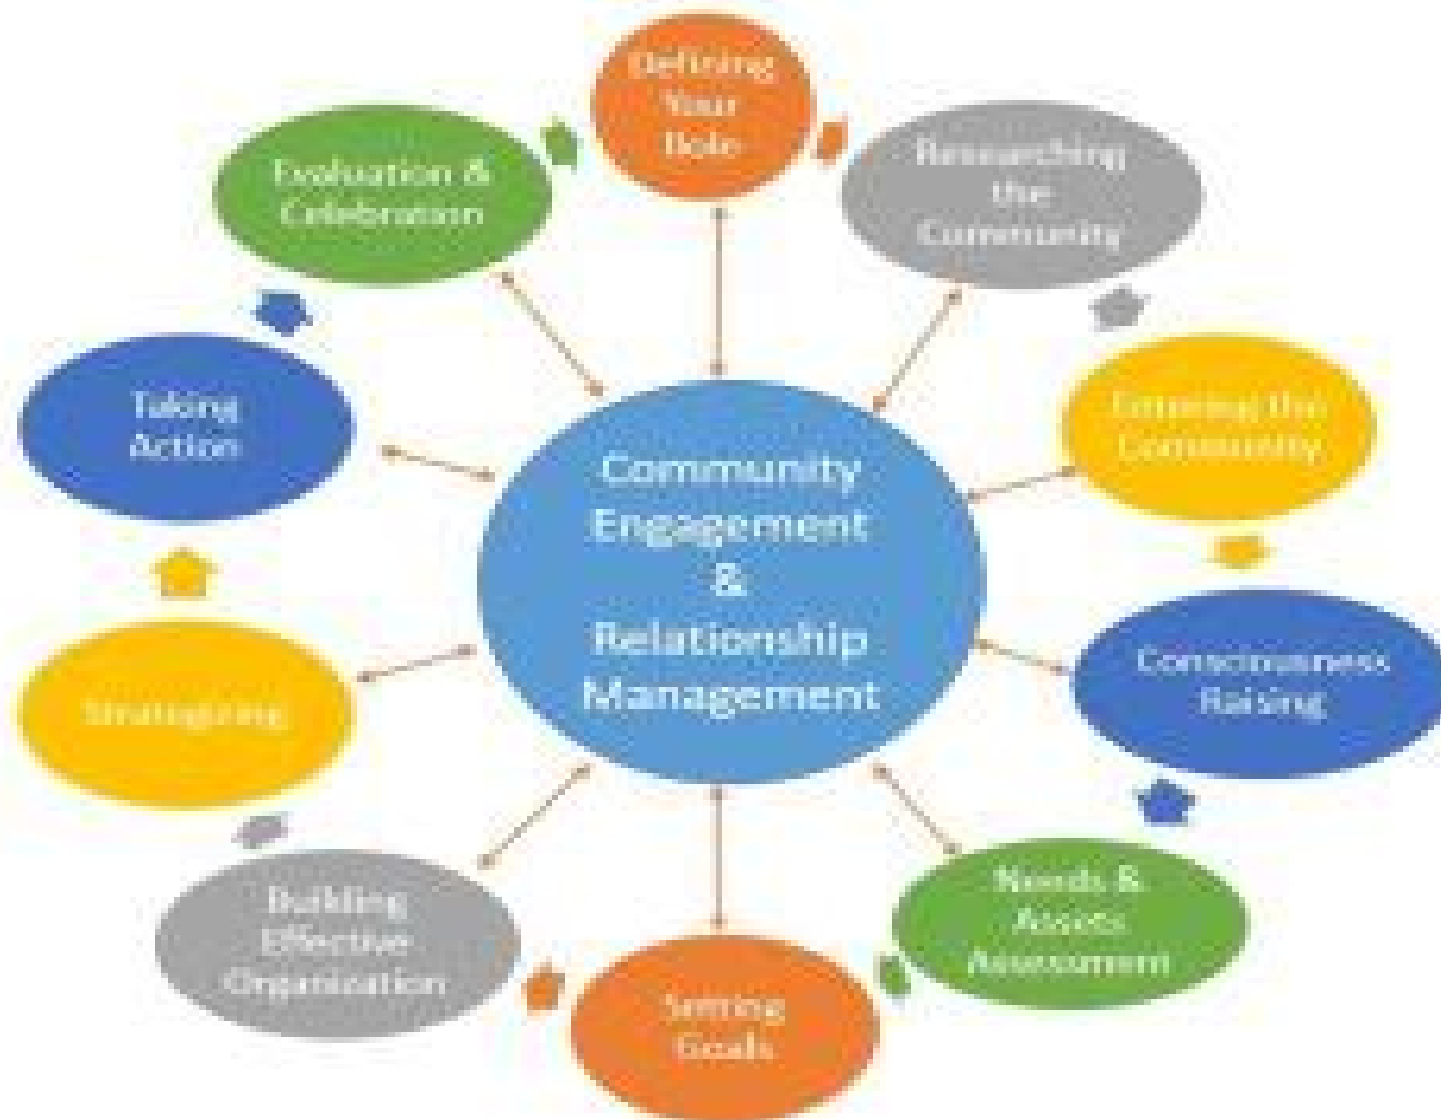 Defining
Your
Role
Researching
the
Community
Entering the
Community
Consciousness
Raising
Needs &
Assets
Assessment
Setting
Goals
Building
Effective
Organization
Strategizing
Taking
Action
Evaluation &
Celebration
Community
Engagement
&
Relationship
Management